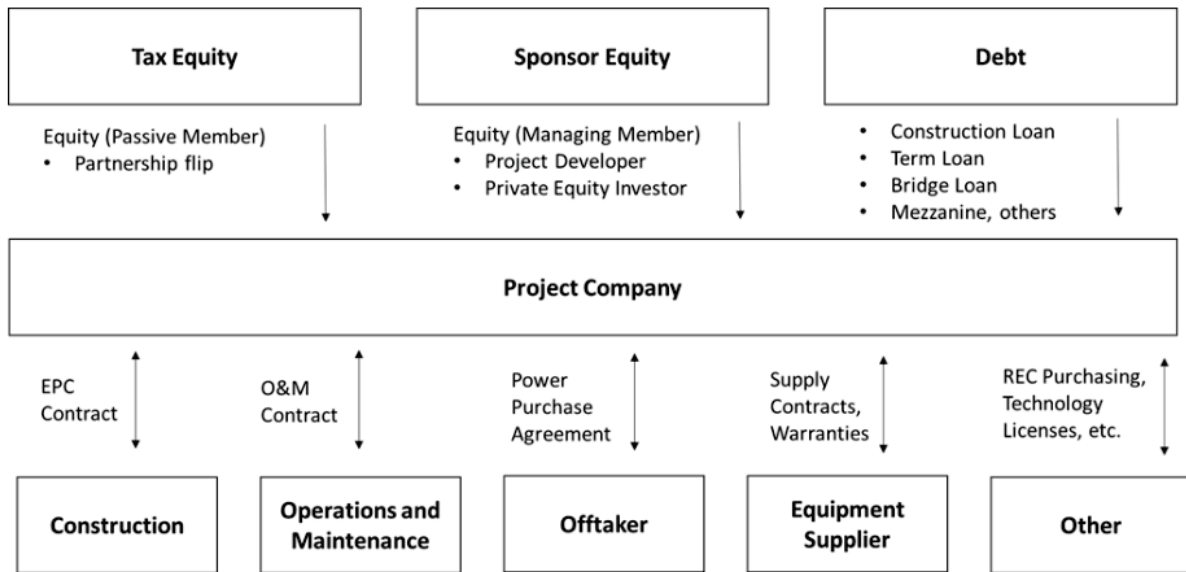 Tax Equity
Sponsor Equity
Debt
Equity (Passive Member)
• Partnership flip
Equity (Managing Member)
• Project Developer
• Private Equity Investor
• Construction Loan
• Term Loan
• Bridge Loan
• Mezzanine, others
Project Company
EPC
Contract
O&M
Contract
Power
Purchase
Agreement
Supply
Contracts,
Warranties
REC Purchasing,
Technology
Licenses, etc.
Construction
Operations and
Maintenance
Offtaker
Equipment
Supplier
Other